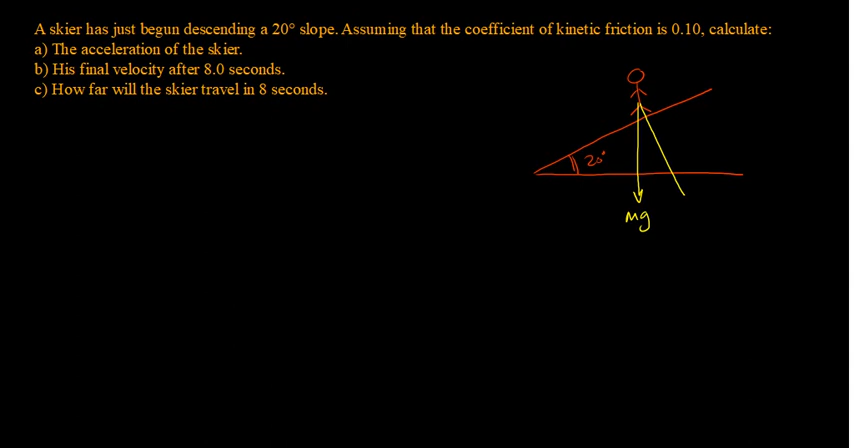 A skier has just begun descending a 20° slope. Assuming that the coefficient of kinetic friction is 0.10, calculate:
a) The acceleration of the skier.
b) His final velocity after 8.0 seconds.
c) How far will the skier travel in 8 seconds.
20°
mg